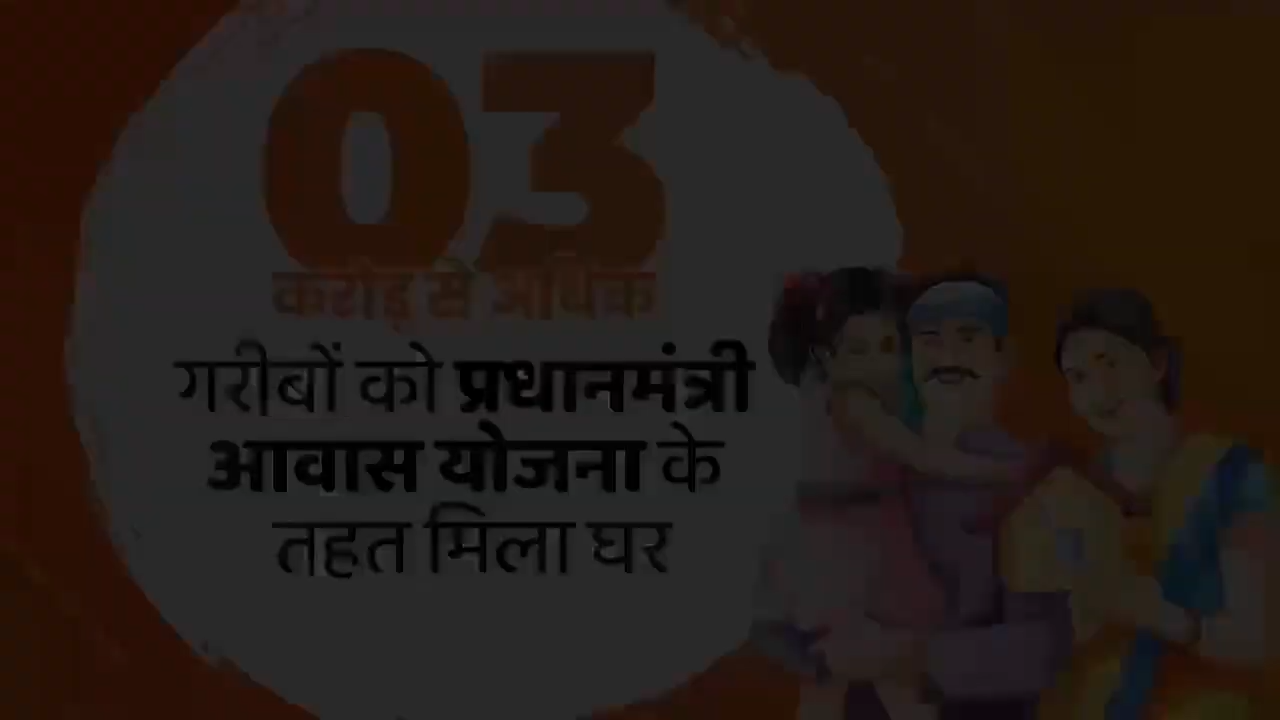 03
करोड़ से अधिक
गरीबों को प्रधानमंत्री
आवास योजना के
तहत मिला घर